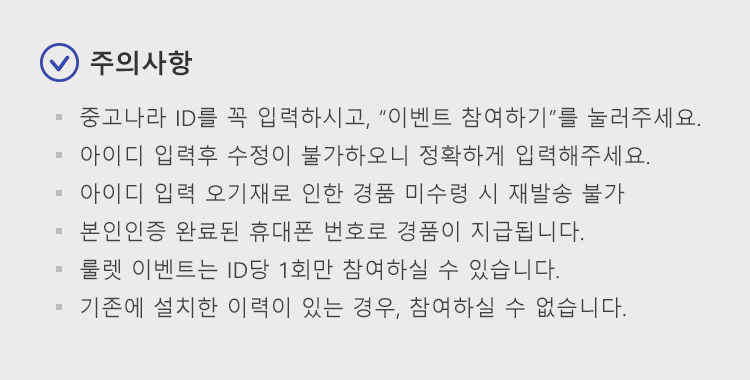 주의사항
중고나라 ID를 꼭 입력하시고, “이벤트 참여하기”를 눌러주세요.
아이디 입력후 수정이 불가하오니 정확하게 입력해주세요.
아이디 입력 오기재로 인한 경품 미수령 시 재발송 불가
본인인증 완료된 휴대폰 번호로 경품이 지급됩니다.
룰렛 이벤트는 ID당 1회만 참여하실 수 있습니다.
기존에 설치한 이력이 있는 경우, 참여하실 수 없습니다.